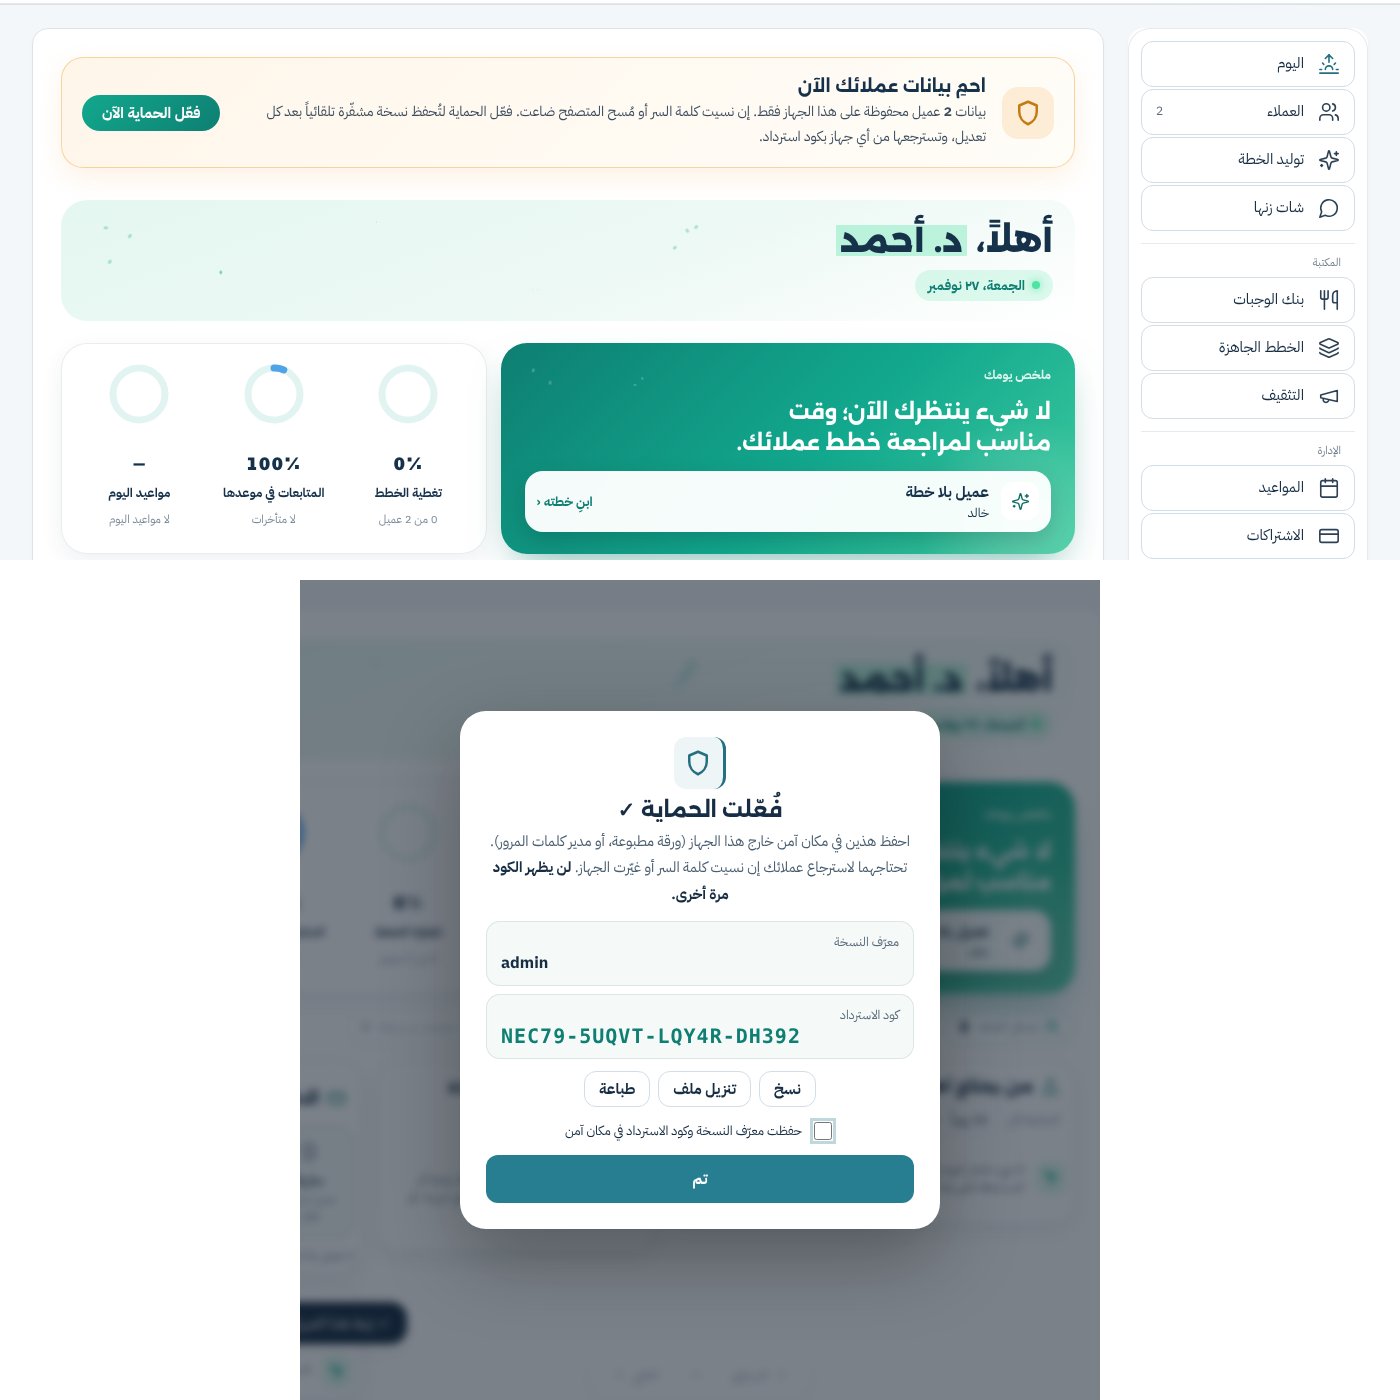 اليوم
العملاء
2
توليد الخطة
شات زنها
المكتبة
بنك الوجبات
الخطط الجاهزة
التثقيف
الإدارة
المواعيد
الاشتراكات
احمِ بيانات عملائك الآن
بيانات 2 عميل محفوظة على هذا الجهاز فقط. إن نسيت كلمة السر أو مُسح المتصفح ضاعت. فعّل الحماية لتُحفظ نسخة مشفّرة تلقائياً بعد كل
تعديل، وتسترجعها من أي جهاز بكود استرداد.
فعّل الحماية الآن
أهلاً، د. أحمد
الجمعة، ٢٧ نوفمبر
ملخص يومك
لا شيء ينتظرك الآن؛ وقت
مناسب لمراجعة خطط عملائك.
عميل بلا خطة
خالد
ابنِ خطته ‹
0%
تغطية الخطط
0 من 2 عميل
100%
المتابعات في موعدها
لا متأخرات
–
مواعيد اليوم
لا مواعيد اليوم
أهلاً، د. أحمد
فُعّلت الحماية ✓
احفظ هذين في مكان آمن خارج هذا الجهاز (ورقة مطبوعة، أو مدير كلمات المرور).
تحتاجهما لاسترجاع عملائك إن نسيت كلمة السر أو غيّرت الجهاز. لن يظهر الكود
مرة أخرى.
معرّف النسخة
admin
كود الاسترداد
NEC79-5UQVT-LQY4R-DH392
نسخ
تنزيل ملف
طباعة
حفظت معرّف النسخة وكود الاسترداد في مكان آمن
تم